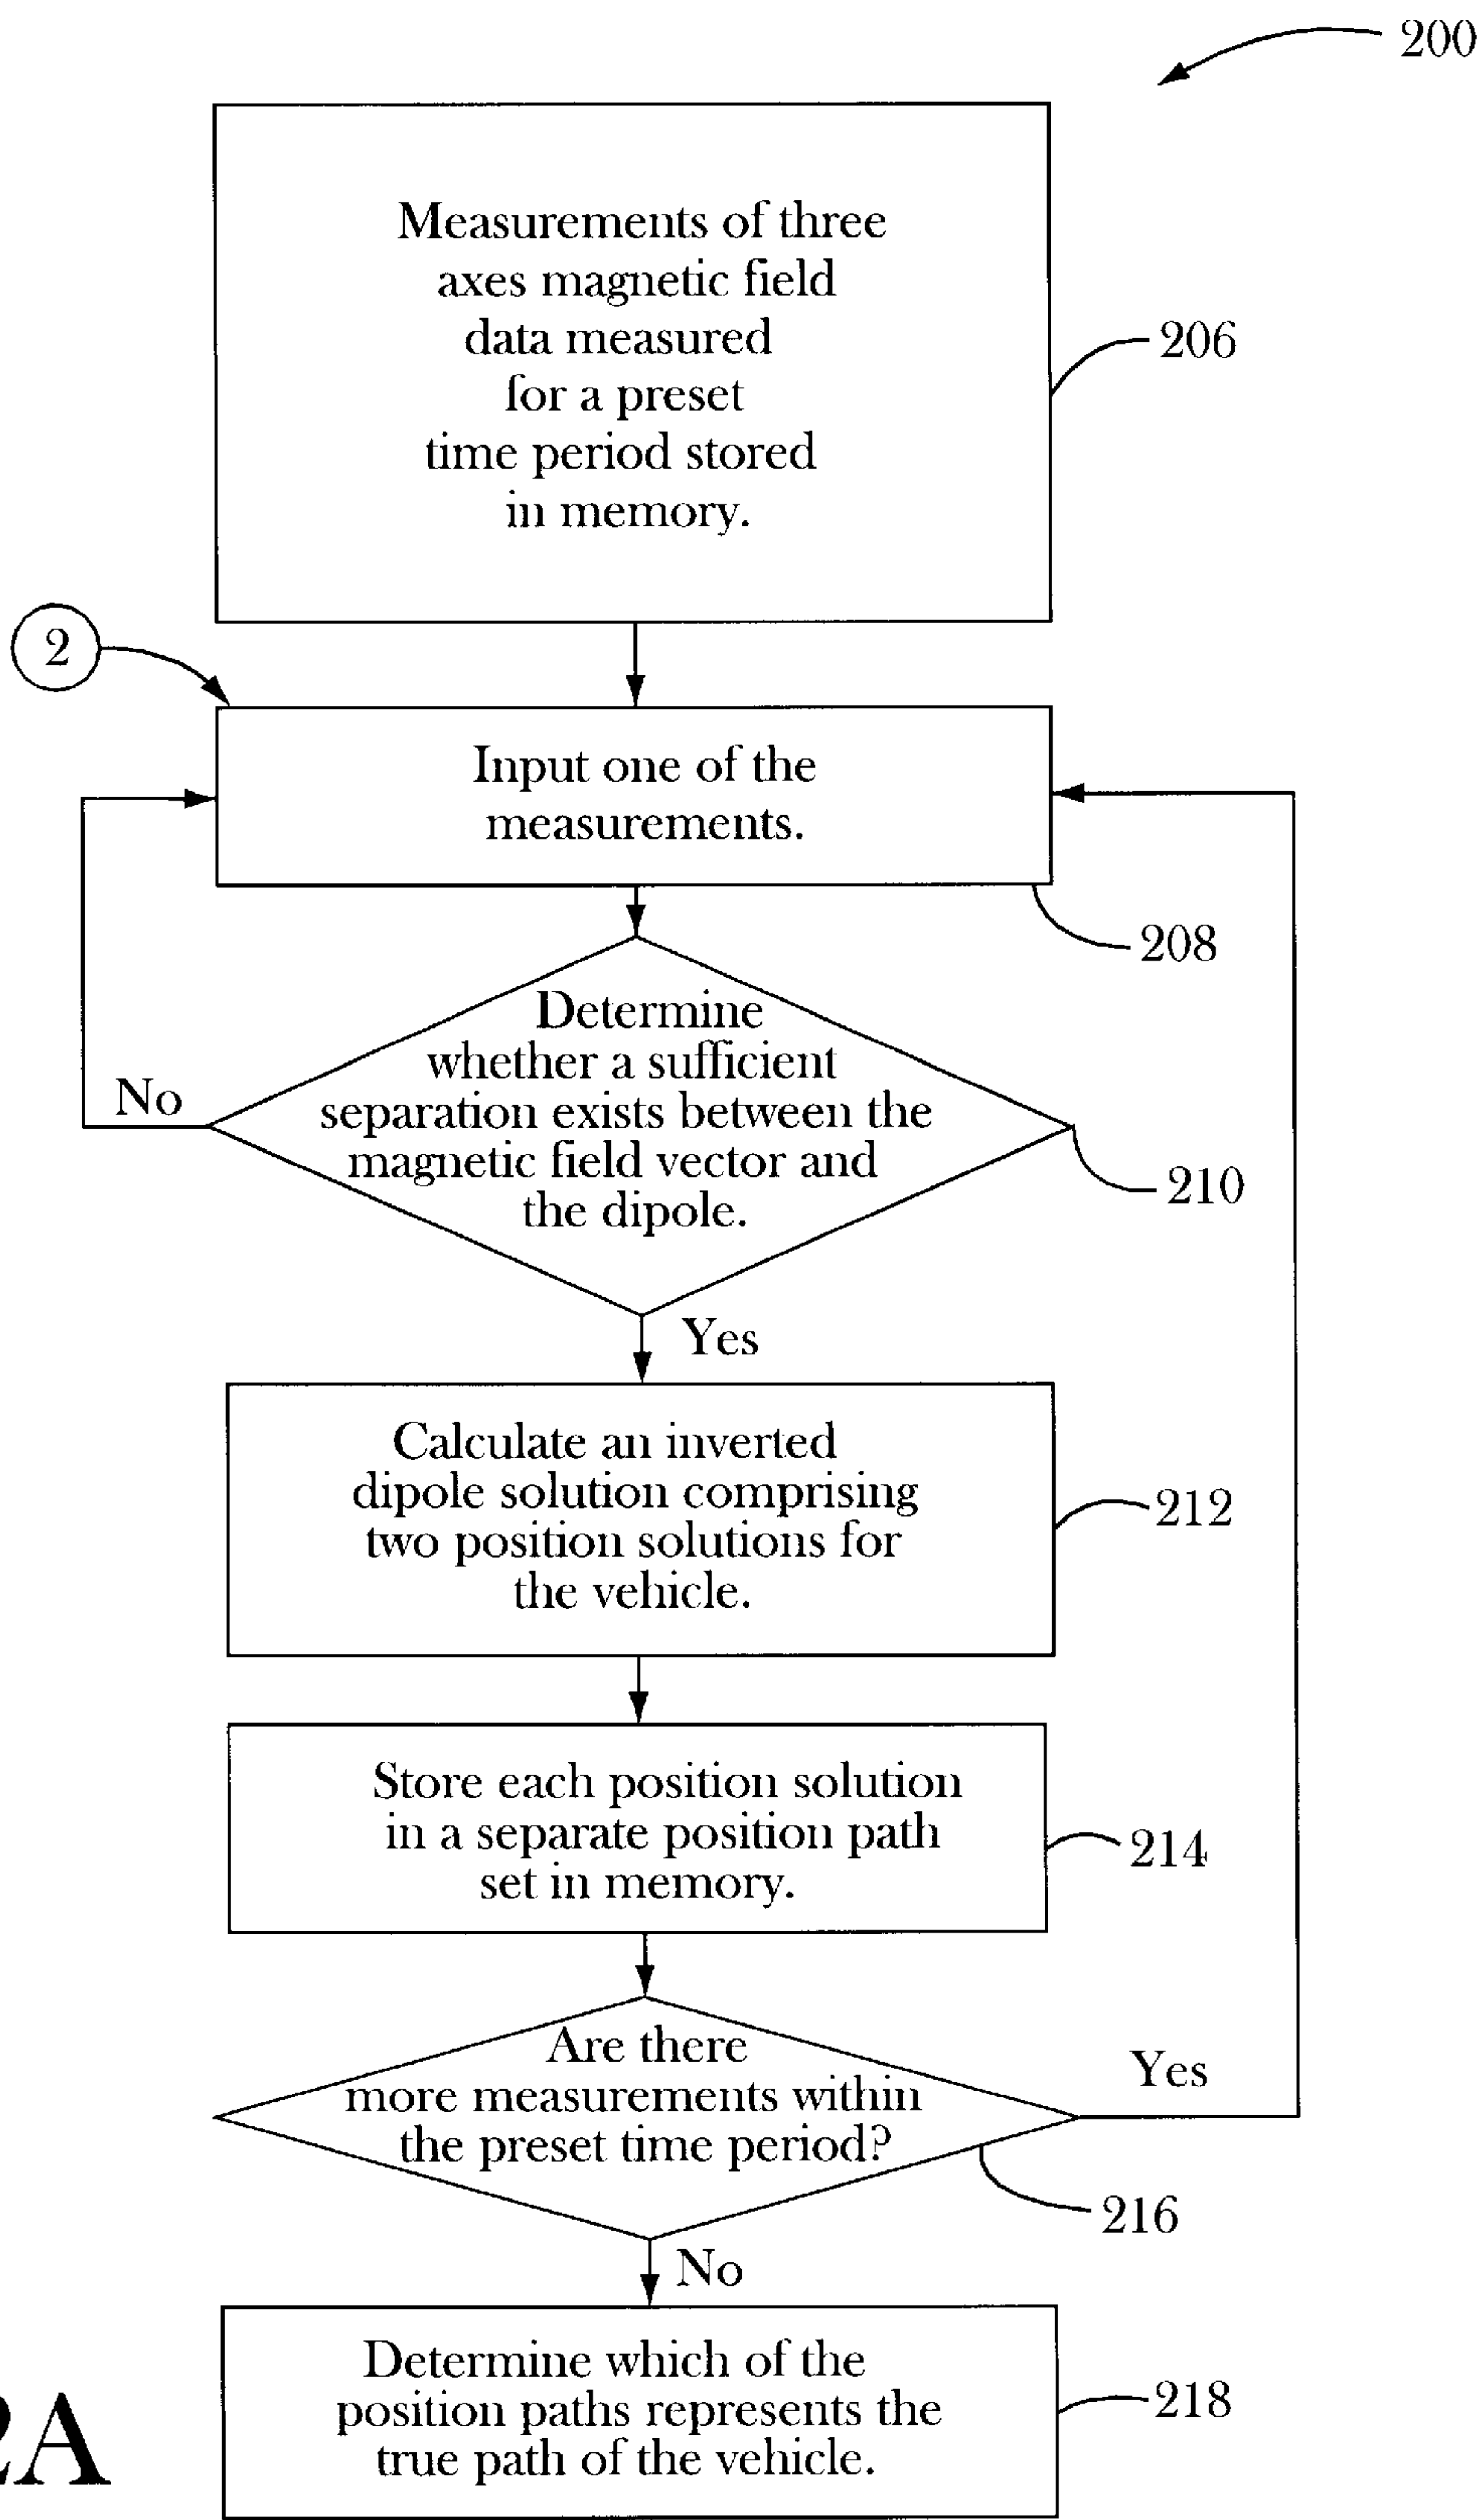 200
Measurements of three
axes magnetic field
data measured
for a preset
time period stored
in memory.
206
2
Input one of the
measurements.
208
Determine
whether a sufficient
separation exists between the
magnetic field vector and
the dipole.
No
210
Yes
Calculate an inverted
dipole solution comprising
two position solutions for
the vehicle.
212
Store each position solution
in a separate position path
set in memory.
214
Are there
more measurements within
the preset time period?
Yes
216
No
Determine which of the
position paths represents the
true path of the vehicle.
218
2A